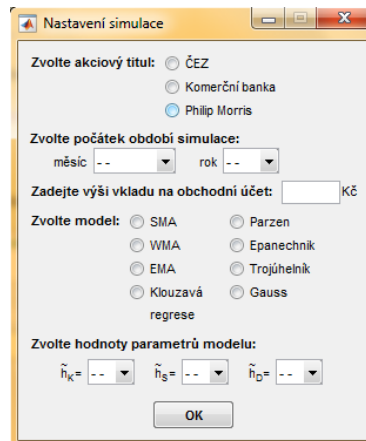 Nastavení simulace
Zvolte akciový titul: ČEZ
Komerční banka
Philip Morris
Zvolte počátek období simulace:
měsíc -- rok --
Zadejte výši vkladu na obchodní účet: Kč
Zvolte model: SMA Parzen
WMA Epanechnik
EMA Trojúhelník
Klouzavá Gauss
regrese
Zvolte hodnoty parametrů modelu:
h̃K= -- h̃S= -- h̃D= --
OK